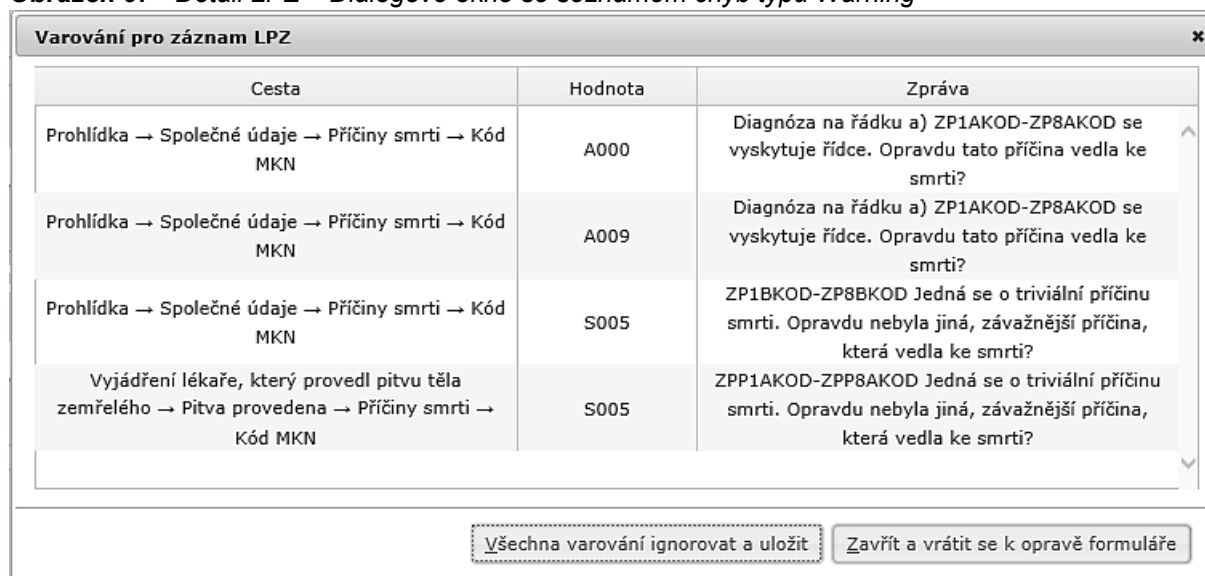 Varování pro záznam LPZ
Cesta Hodnota Zpráva
Prohlídka → Společné údaje → Příčiny smrti → Kód
MKN
A000
Diagnóza na řádku a) ZP1AKOD-ZP8AKOD se
vyskytuje řídce. Opravdu tato příčina vedla ke
smrti?
Prohlídka → Společné údaje → Příčiny smrti → Kód
MKN
A009
Diagnóza na řádku a) ZP1AKOD-ZP8AKOD se
vyskytuje řídce. Opravdu tato příčina vedla ke
smrti?
Prohlídka → Společné údaje → Příčiny smrti → Kód
MKN
S005
ZP1BKOD-ZP8BKOD Jedná se o triviální příčinu
smrti. Opravdu nebyla jiná, závažnější příčina,
která vedla ke smrti?
Vyjádření lékaře, který provedl pitvu těla
zemřelého → Pitva provedena → Příčiny smrti →
Kód MKN
S005
ZPP1AKOD-ZPP8AKOD Jedná se o triviální příčinu
smrti. Opravdu nebyla jiná, závažnější příčina,
která vedla ke smrti?
Všechna varování ignorovat a uložit
Zavřít a vrátit se k opravě formuláře